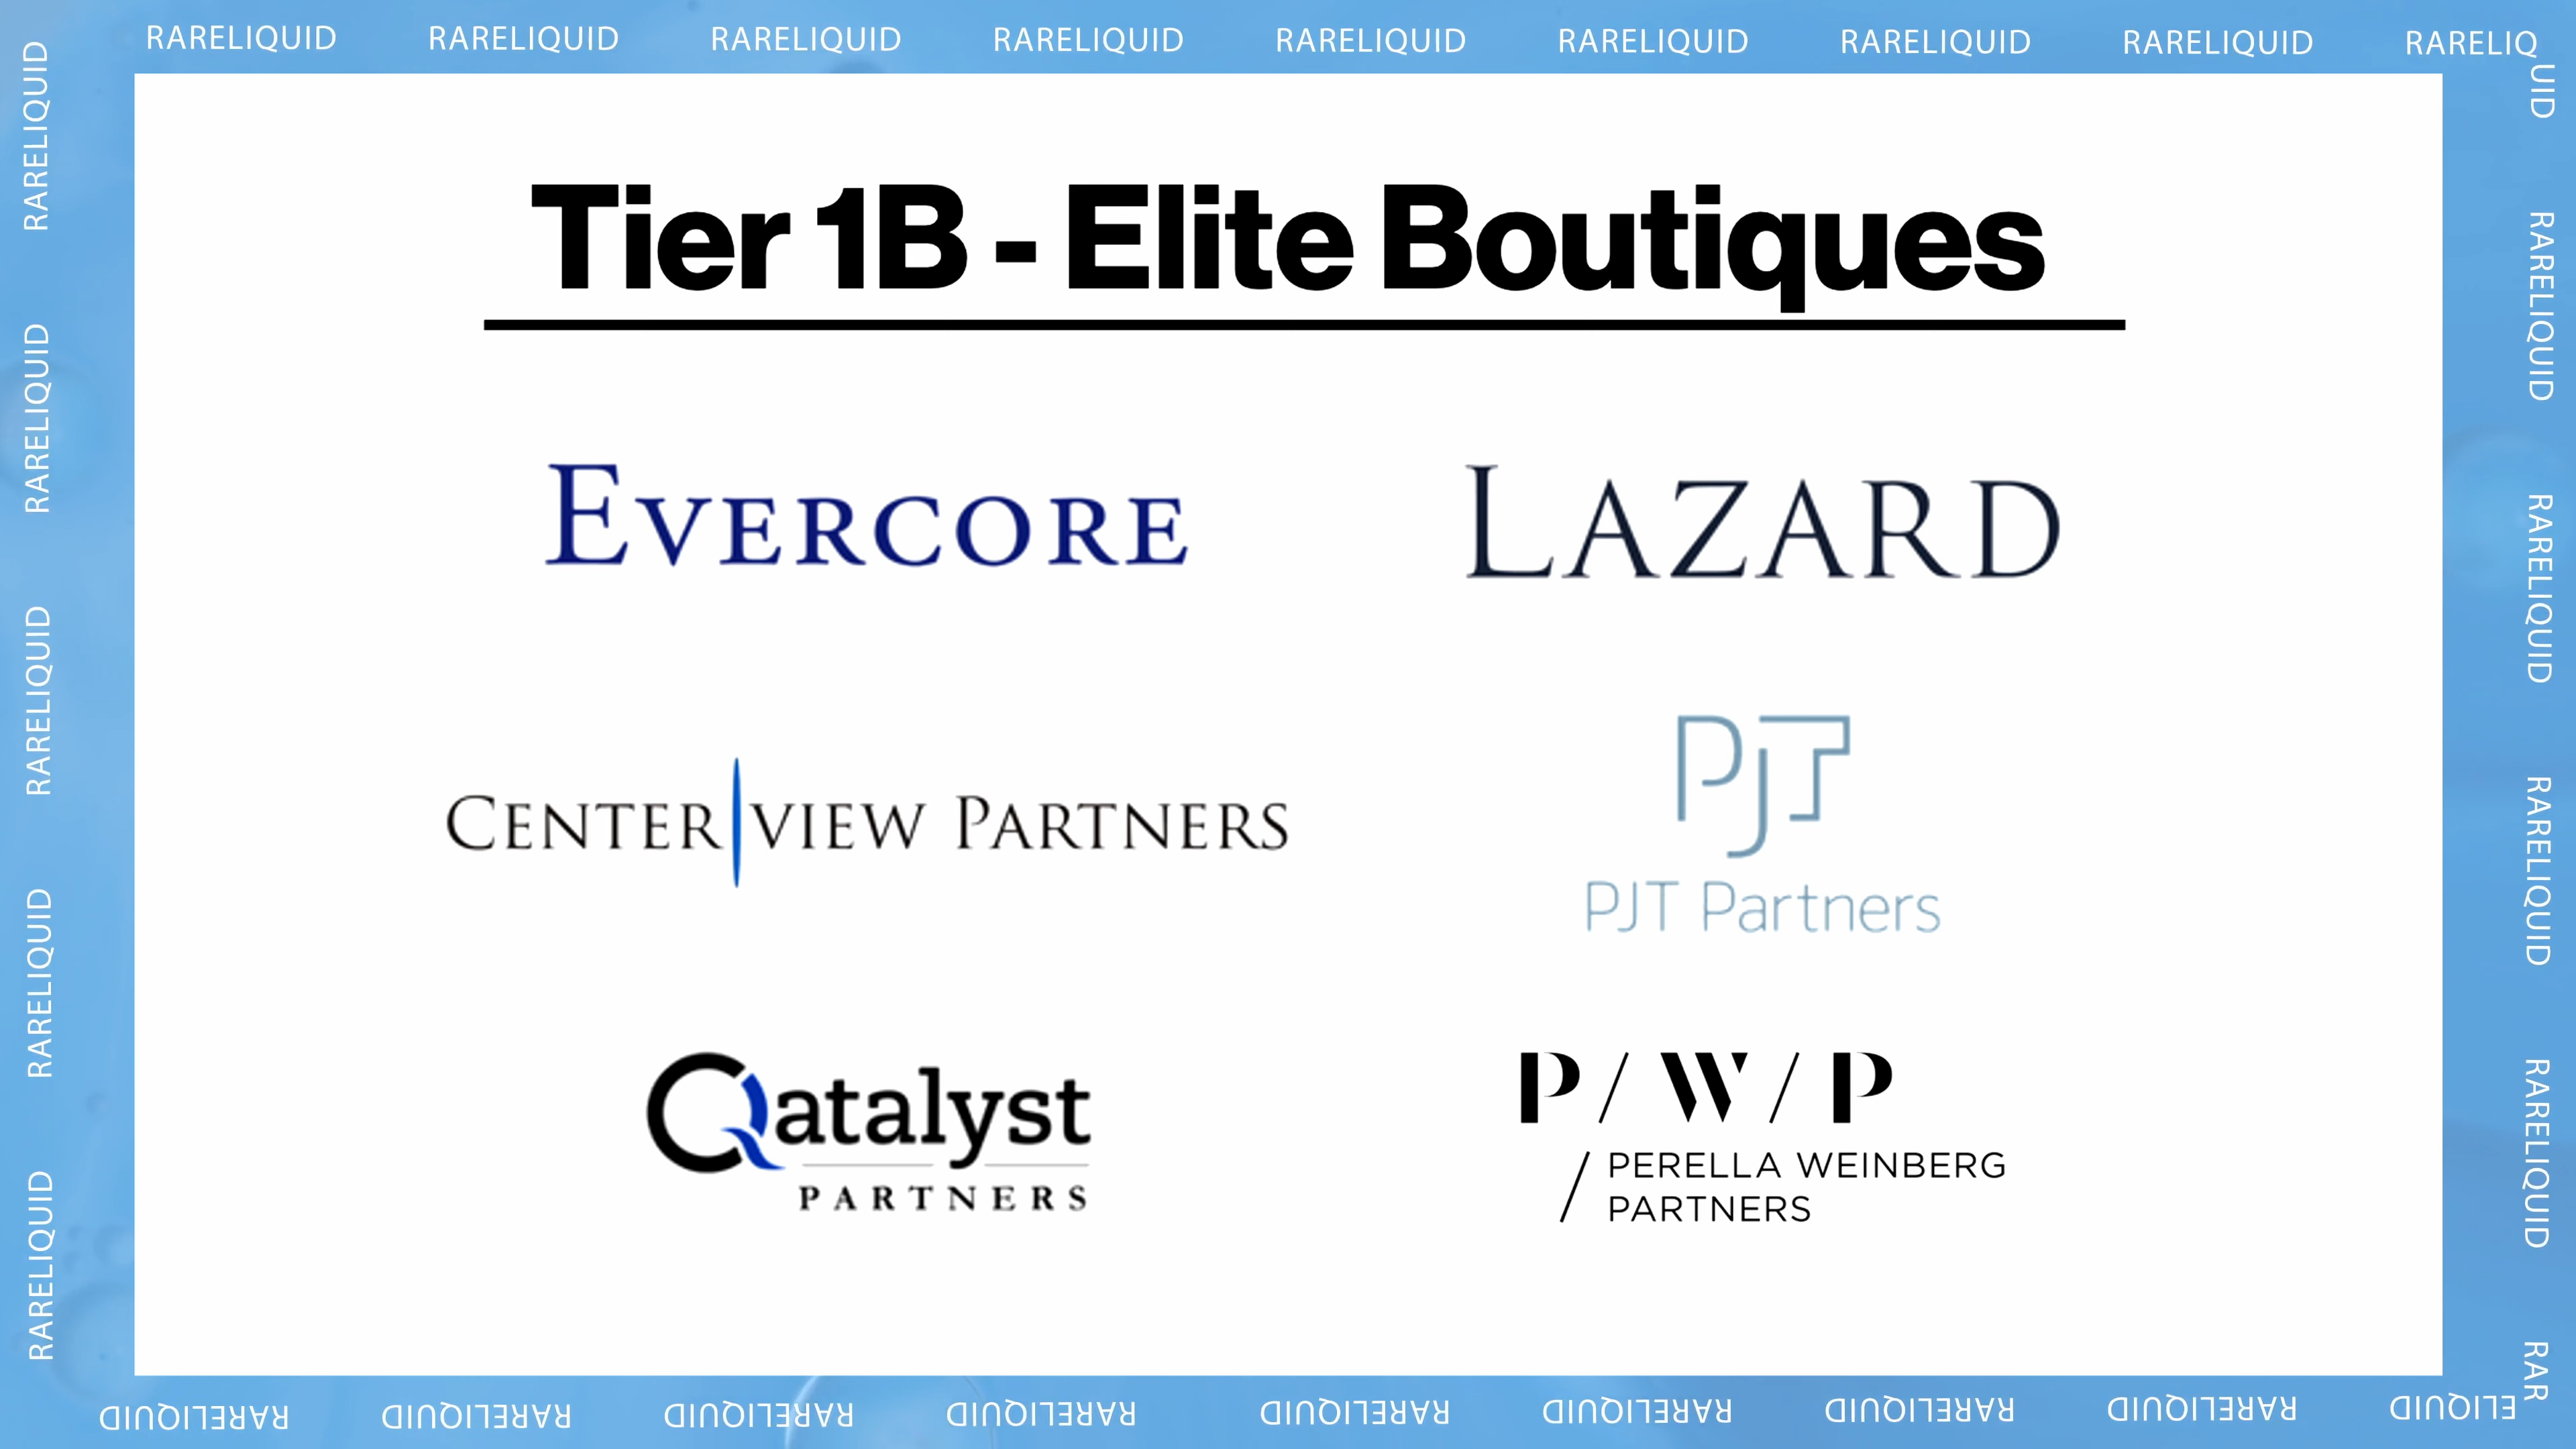 RARELIQUID RARELIQUID RARELIQUID RARELIQUID RARELIQUID RARELIQUID RARELIQUID RARELIQUID RARELIQUID
Tier 1B - Elite Boutiques
EVERCORE
LAZARD
CENTERVIEW PARTNERS
PJT
PJT Partners
Qatalyst
PARTNERS
P/W/P
/ PERELLA WEINBERG
PARTNERS
RARELIQUID
RARELIQUID
RARELIQUID
RARELIQUID
RARELIQUID
RARELIQUID
RARELIQUID
RARELIQUID
RARELIQUID
RARELIQUID RARELIQUID RARELIQUID RARELIQUID RARELIQUID RARELIQUID RARELIQUID RARELIQUID RARELIQUID